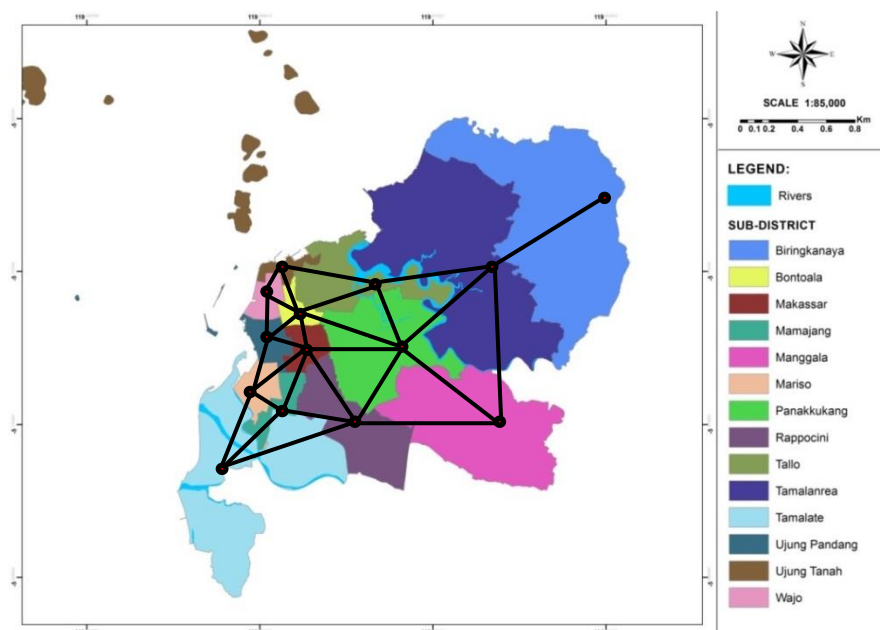 119
119
119
119
N
W E
S
SCALE 1:85,000
Km
0 0.1 0.2 0.4 0.6 0.8
LEGEND:
Rivers
SUB-DISTRICT
Biringkanaya
Bontoala
Makassar
Mamajang
Manggala
Mariso
Panakkukang
Rappocini
Tallo
Tamalanrea
Tamalate
Ujung Pandang
Ujung Tanah
Wajo